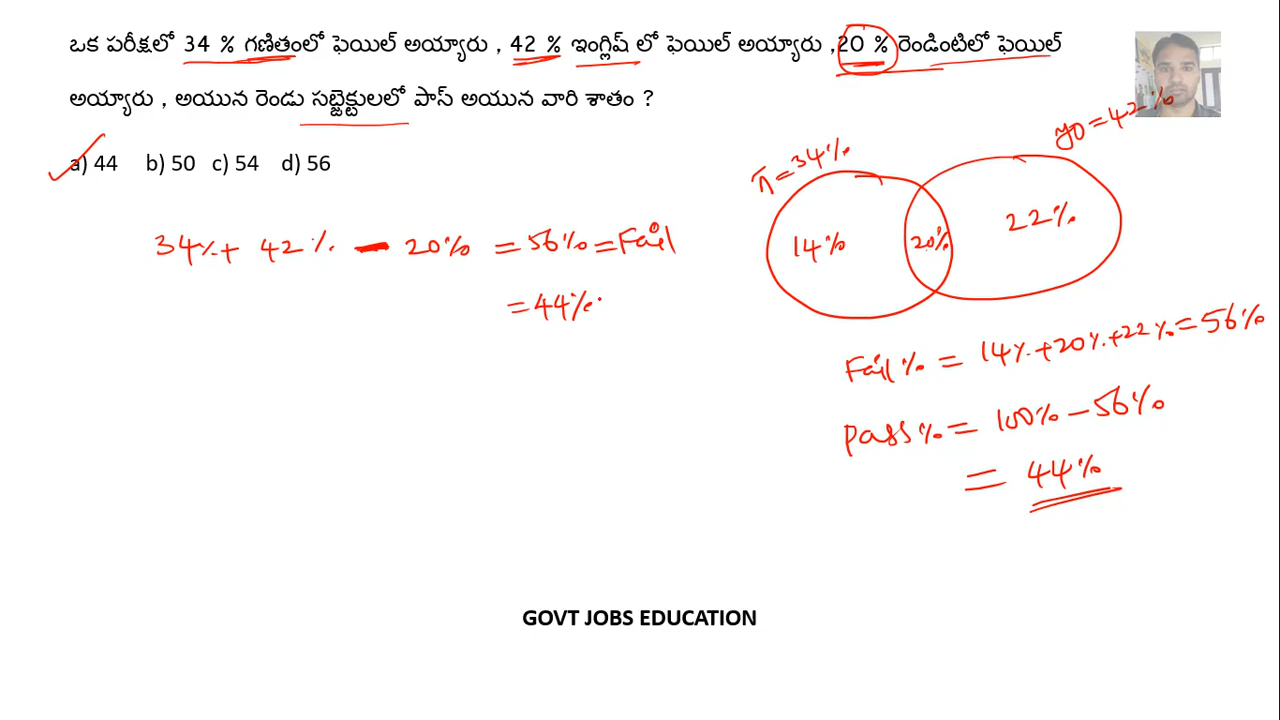 ఒక పరీక్షలో 34 % గణితంలో ఫెయిల్ అయ్యారు , 42 % ఇంగ్లిష్ లో ఫెయిల్ అయ్యారు ,20 % రెండింటిలో ఫెయిల్
అయ్యారు , అయున రెండు సబ్జెక్టులలో పాస్ అయున వారి శాతం ?
a) 44 b) 50 c) 54 d) 56
= 34%
= 42%
14% 20% 22%
34% + 42% - 20% = 56% = Fail
= 44%
Fail % = 14% + 20% + 22% = 56%
Pass % = 100% - 56%
= 44%
GOVT JOBS EDUCATION